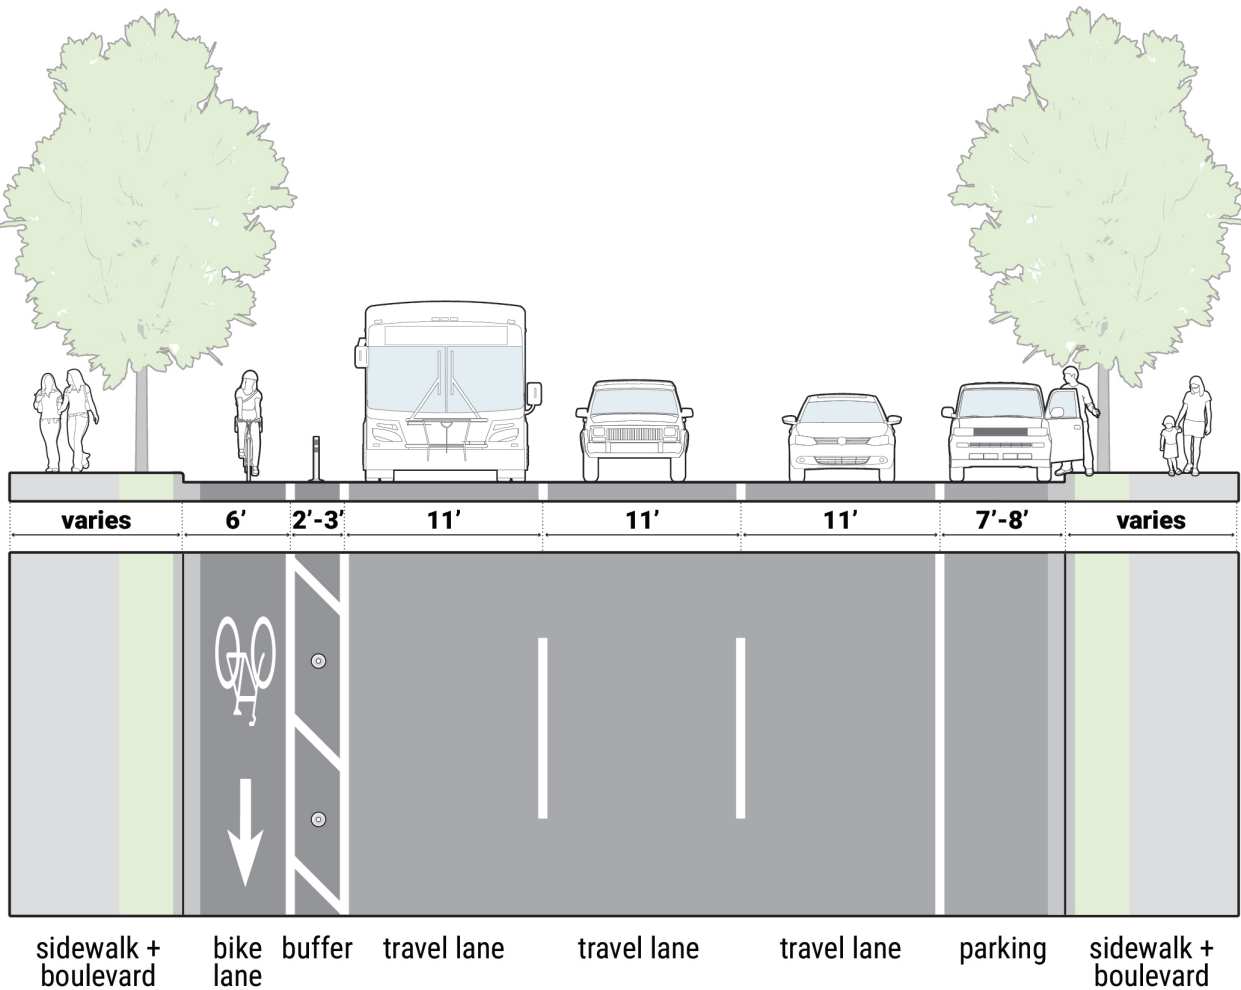 varies 6’ 2’-3’ 11’ 11’ 11’ 7’-8’ varies
sidewalk + bike buffer travel lane travel lane travel lane parking sidewalk +
boulevard lane boulevard